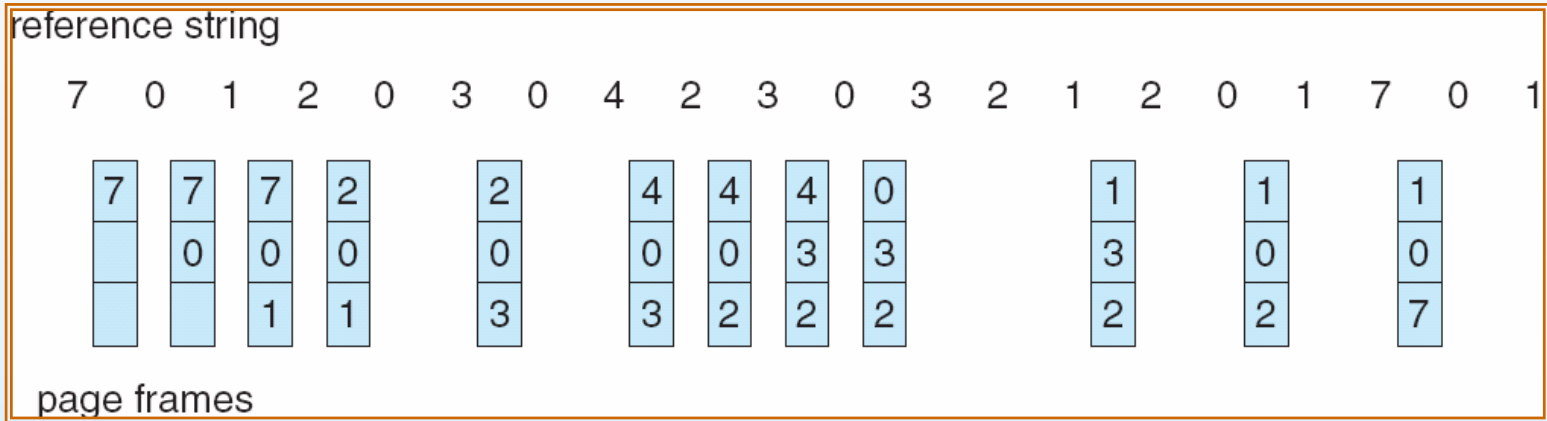 reference string
7 0 1 2 0 3 0 4 2 3 0 3 2 1 2 0 1 7 0 1
7 7 7 2 2 4 4 4 0 1 1 1
0 0 0 0 0 0 3 3 3 0 0
1 1 3 3 2 2 2 2 2 7
page frames